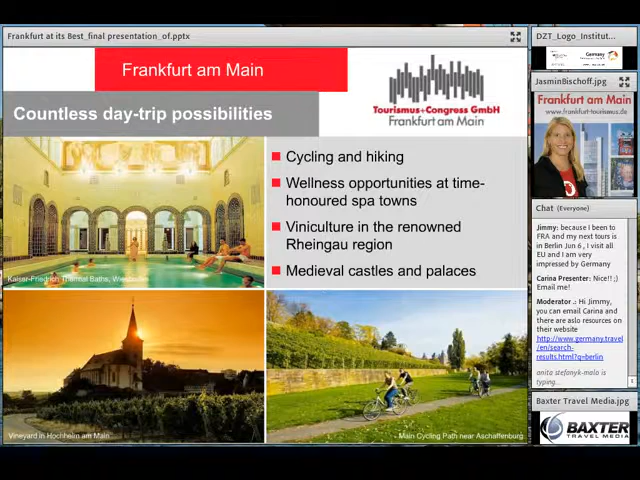 Frankfurt at its Best_final presentation_of.pptx
Frankfurt am Main
Countless day-trip possibilities
Tourismus+Congress GmbH
Frankfurt am Main
Cycling and hiking
Wellness opportunities at time-
honoured spa towns
Viniculture in the renowned
Rheingau region
Medieval castles and palaces
Kaiser-Friedrich Thermal Baths, Wiesbaden
Vineyard in Hochheim am Main
Main Cycling Path near Aschaffenburg
DZT_Logo_Institut...
Germany
JasminBischoff.jpg
Frankfurt am Main
www.frankfurt-tourismus.de
Chat (Everyone)
Jimmy: because i been to
FRA and my next tours is
in Berlin Jun 6 , I visit all
EU and I am very
impressed by Germany
Carina Presenter: Nice!! ;)
Email me!
Moderator .: Hi Jimmy,
you can email Carina and
there are aslo resources on
their website
http://www.germany.travel
/en/search-
results.html?q=berlin
anita stefanyk-malo is
typing...
Baxter Travel Media.jpg
BAXTER
TRAVEL MEDIA